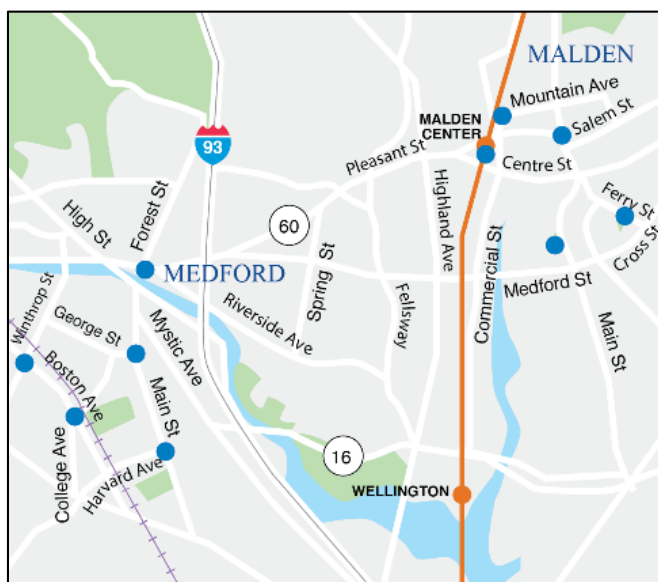 MALDEN
Mountain Ave
MALDEN
CENTER
Salem St
Pleasant St
Centre St
93
Forest St
High St
60
Highland Ave
Ferry St
Cross St
MEDFORD
Spring St
Commercial St
Medford St
Winthrop St
George St
Riverside Ave
Fellsway
Mystic Ave
Main St
Boston Ave
Main St
College Ave
Harvard Ave
16
WELLINGTON